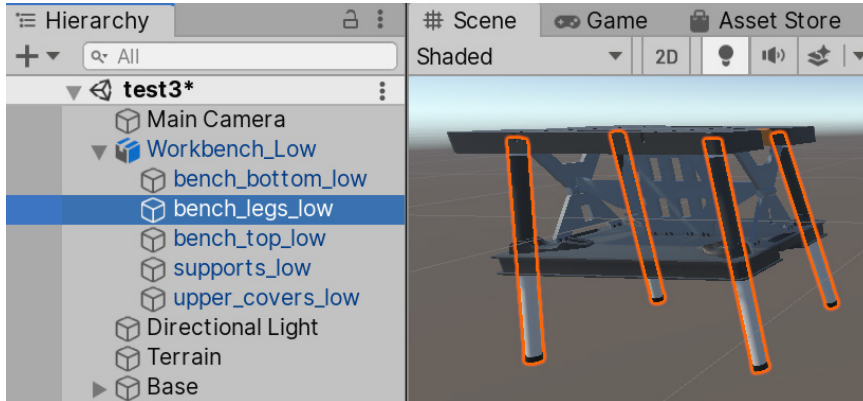 Hierarchy
All
test3*
Main Camera
Workbench_Low
bench_bottom_low
bench_legs_low
bench_top_low
supports_low
upper_covers_low
Directional Light
Terrain
Base
Scene
Game
Asset Store
Shaded
2D